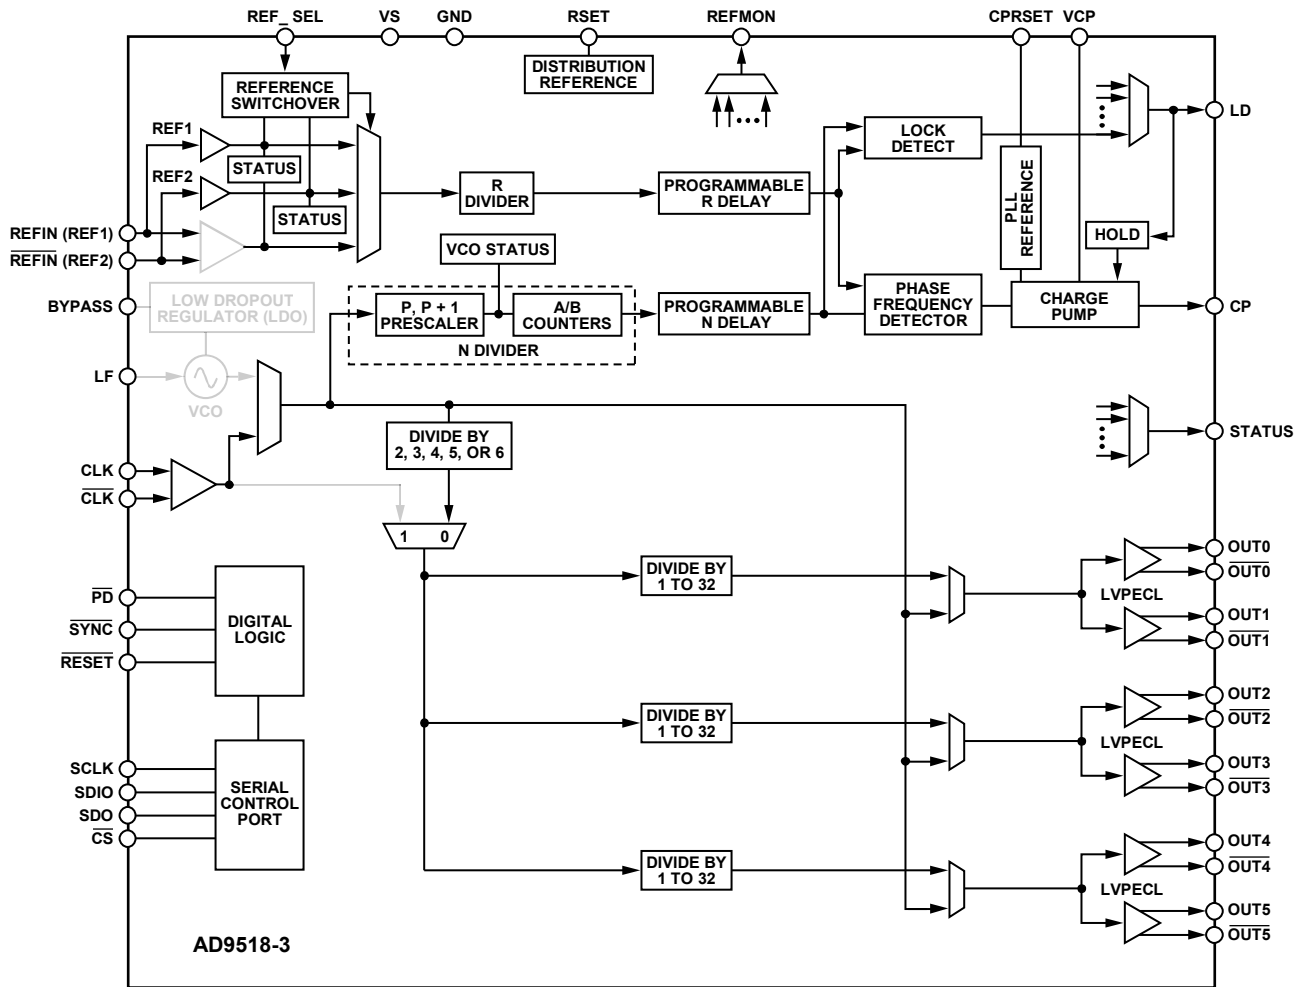 REF_ SEL
VS
GND
RSET
REFMON
CPRSET
VCP
DISTRIBUTION
REFERENCE
REFERENCE
SWITCHOVER
REF1
STATUS
REF2
STATUS
R
DIVIDER
PROGRAMMABLE
R DELAY
LOCK
DETECT
LD
PLL
REFERENCE
HOLD
REFIN (REF1)
REFIN (REF2)
BYPASS
LOW DROPOUT
REGULATOR (LDO)
VCO STATUS
P, P + 1
PRESCALER
A/B
COUNTERS
N DIVIDER
PROGRAMMABLE
N DELAY
PHASE
FREQUENCY
DETECTOR
CHARGE
PUMP
CP
LF
VCO
DIVIDE BY
2, 3, 4, 5, OR 6
STATUS
CLK
CLK
1 0
DIVIDE BY
1 TO 32
LVPECL
OUT0
OUT0
OUT1
OUT1
PD
SYNC
RESET
DIGITAL
LOGIC
DIVIDE BY
1 TO 32
LVPECL
OUT2
OUT2
OUT3
OUT3
SCLK
SDIO
SDO
CS
SERIAL
CONTROL
PORT
DIVIDE BY
1 TO 32
LVPECL
OUT4
OUT4
OUT5
OUT5
AD9518-3